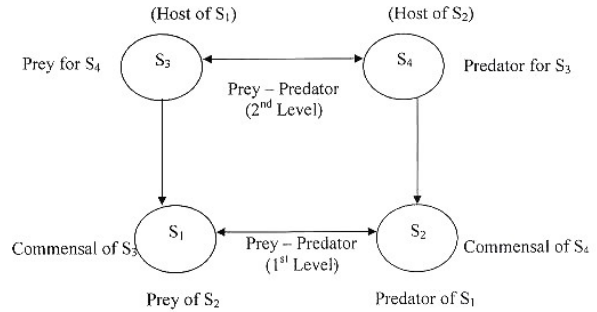 (Host of S₁)
(Host of S₂)
Prey for S₄
S₃
S₄
Predator for S₃
Prey – Predator
(2ⁿᵈ Level)
S₁
S₂
Commensal of S₃
Prey – Predator
Commensal of S₄
(1ˢᵗ Level)
Prey of S₂
Predator of S₁